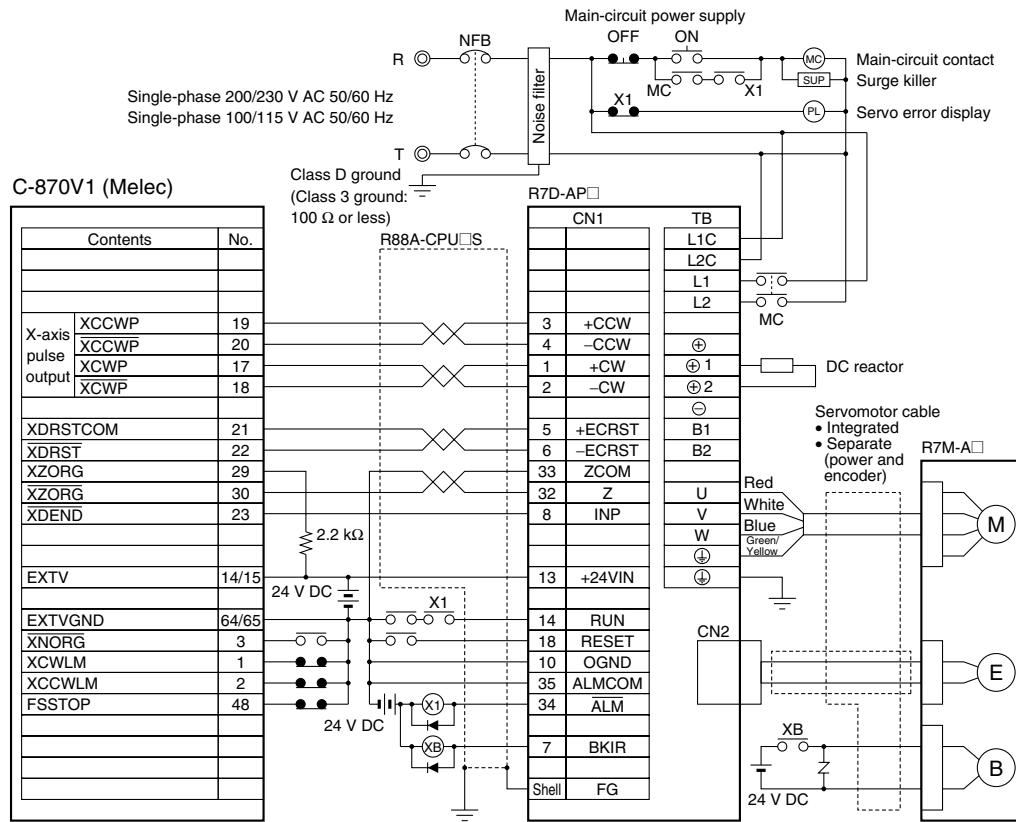 Main-circuit power supply
OFF ON
NFB
R
MC
Main-circuit contact
SUP
Surge killer
MC X1
Single-phase 200/230 V AC 50/60 Hz
Single-phase 100/115 V AC 50/60 Hz
Noise filter
X1
PL
Servo error display
T
Class D ground
(Class 3 ground:
100 Ω or less)
C-870V1 (Melec)
R7D-AP□
R88A-CPU□S
CN1 TB
Contents No.
L1C
L2C
L1
L2
MC
X-axis pulse output
XCCWP 19 3 +CCW
XCCWP 20 4 −CCW ⊕
XCWP 17 1 +CW ⊕ 1
DC reactor
XCWP 18 2 −CW ⊕ 2
⊖
XDRSTCOM 21 5 +ECRST B1
XDRST 22 6 −ECRST B2
XZORG 29 33 ZCOM
XZORG 30 32 Z U
XDEND 23 8 INP V
W
Servomotor cable
• Integrated
• Separate
(power and
encoder)
R7M-A□
Red
White
Blue
Green/
Yellow
M
2.2 kΩ
EXTV 14/15 13 +24VIN
24 V DC
X1
EXTVGND 64/65 14 RUN
XNORG 3 18 RESET
CN2
XCWLM 1 10 OGND
XCCWLM 2 35 ALMCOM
E
FSSTOP 48 X1 34 ALM
24 V DC
XB 7 BKIR
XB
B
24 V DC
Shell FG